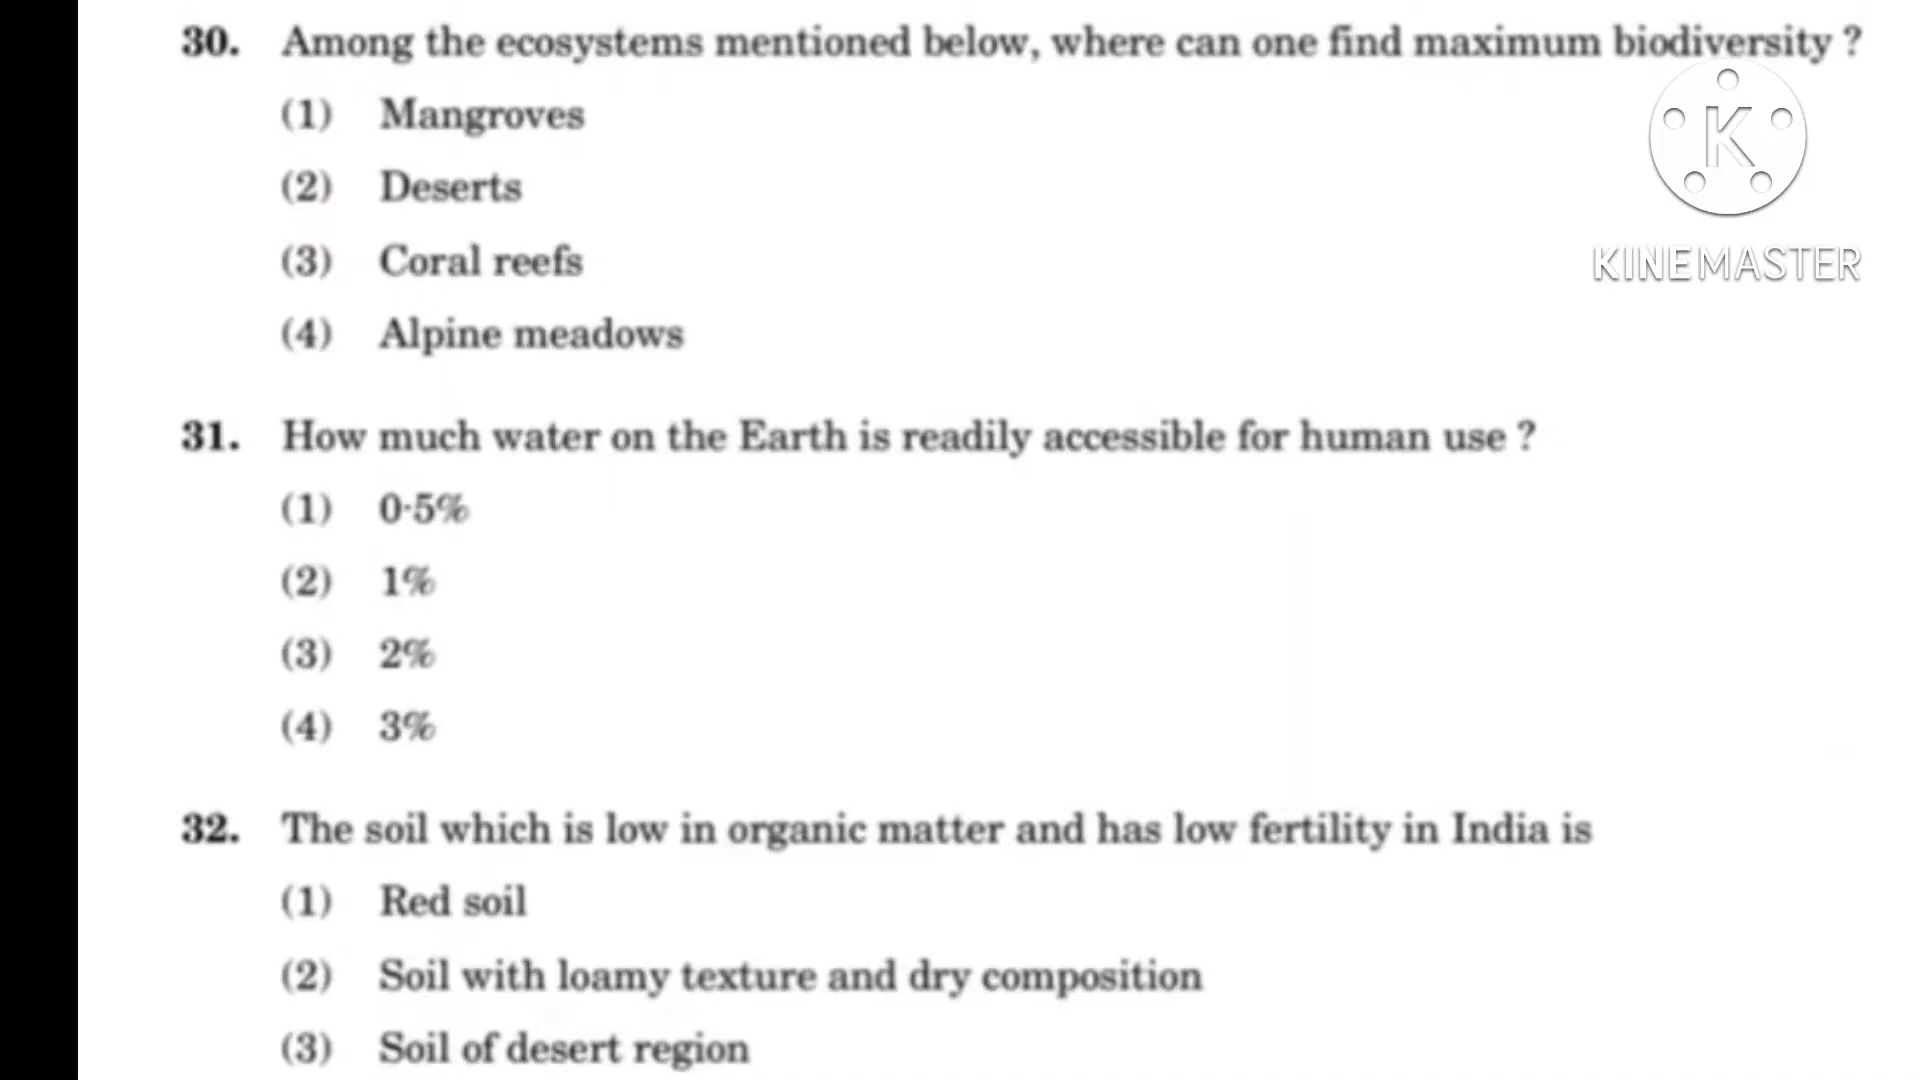 30. Among the ecosystems mentioned below, where can one find maximum biodiversity ?
(1) Mangroves
(2) Deserts
(3) Coral reefs
(4) Alpine meadows
K
KINEMASTER
31. How much water on the Earth is readily accessible for human use ?
(1) 0·5%
(2) 1%
(3) 2%
(4) 3%
32. The soil which is low in organic matter and has low fertility in India is
(1) Red soil
(2) Soil with loamy texture and dry composition
(3) Soil of desert region